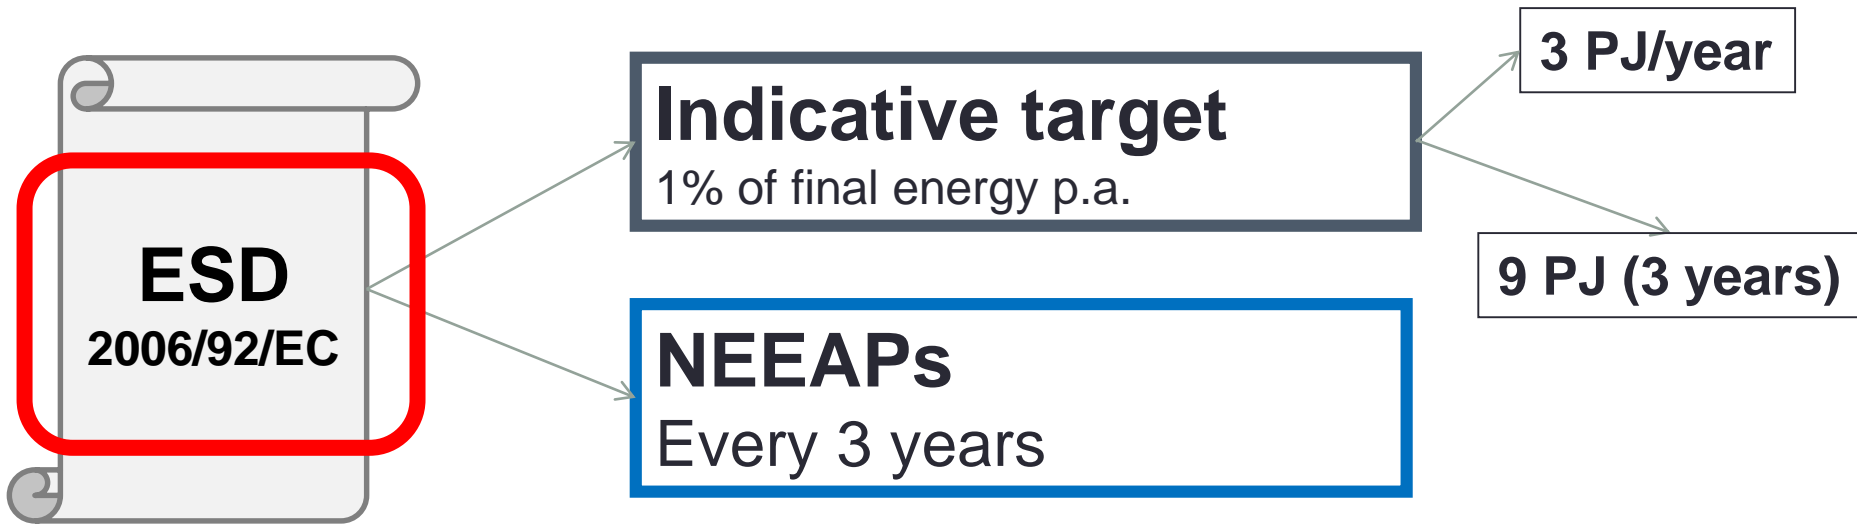 ESD
2006/92/EC
Indicative target
1% of final energy p.a.
NEEAPs
Every 3 years
3 PJ/year
9 PJ (3 years)